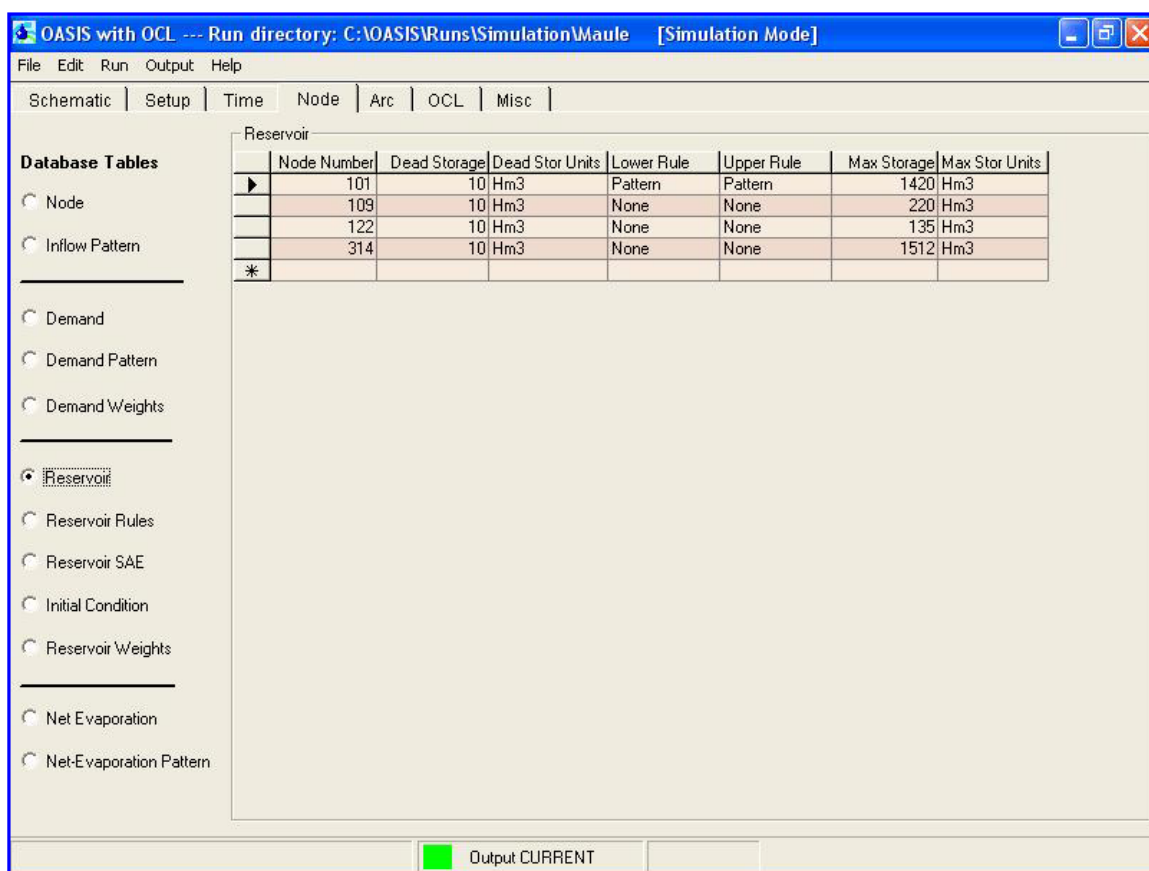 OASIS with OCL --- Run directory: C:\OASIS\Runs\Simulation\Maule [Simulation Mode]
File Edit Run Output Help
Schematic Setup Time Node Arc OCL Misc
Database Tables
Node
Inflow Pattern
Demand
Demand Pattern
Demand Weights
Reservoir
Reservoir Rules
Reservoir SAE
Initial Condition
Reservoir Weights
Net Evaporation
Net-Evaporation Pattern
Reservoir
Node Number Dead Storage Dead Stor Units Lower Rule Upper Rule Max Storage Max Stor Units
101 10 Hm3 Pattern Pattern 1420 Hm3
109 10 Hm3 None None 220 Hm3
122 10 Hm3 None None 135 Hm3
314 10 Hm3 None None 1512 Hm3
Output CURRENT